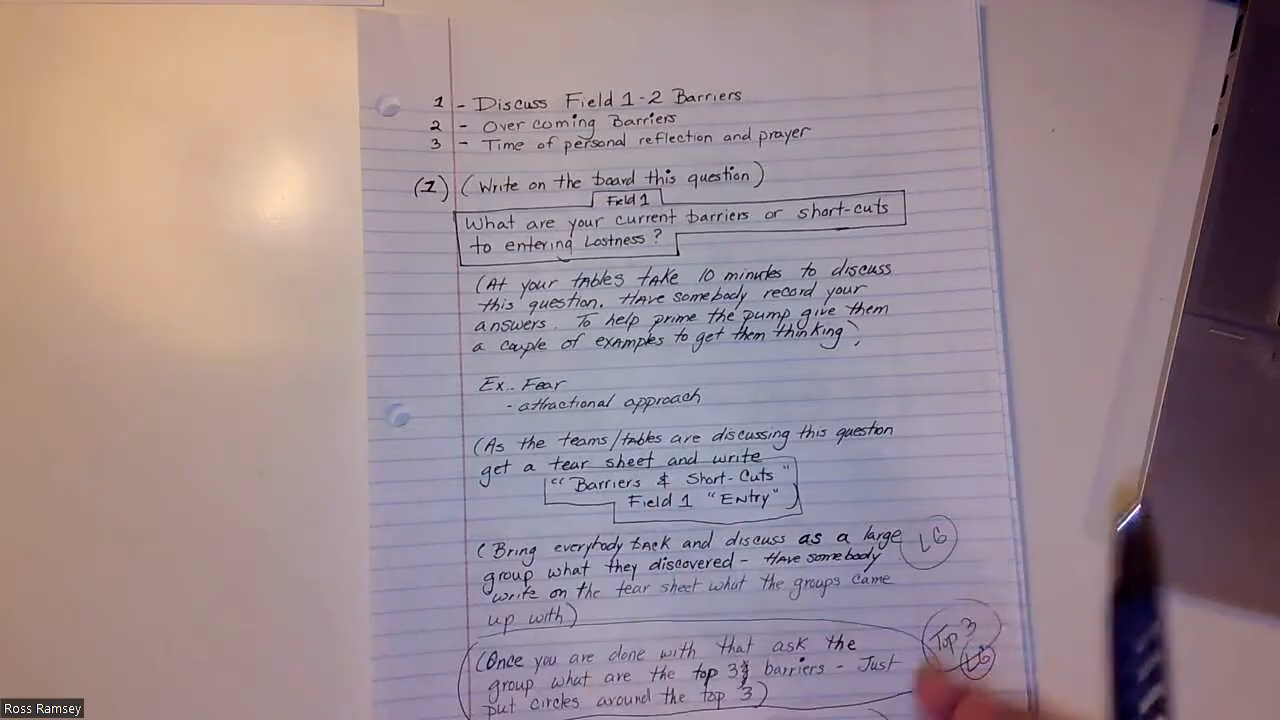 1 - Discuss Field 1-2 Barriers
2 - Over coming Barriers
3 - Time of personal reflection and prayer
(1) (Write on the board this question)
Field 1
What are your current barriers or short-cuts
to entering Lostness?
(At your tables take 10 minutes to discuss
this question. Have somebody record your
answers. To help prime the pump give them
a couple of examples to get them thinking)
Ex.. Fear
- attractional approach
(As the teams/tables are discussing this question
get a tear sheet and write
"Barriers & Short-Cuts"
Field 1 "Entry")
(Bring everybody back and discuss as a large
group what they discovered - Have somebody
write on the tear sheet what the groups came
up with)
LG
(Once you are done with that ask the
group what are the top 3 barriers - Just
put circles around the top 3)
Top 3
LG
Ross Ramsey